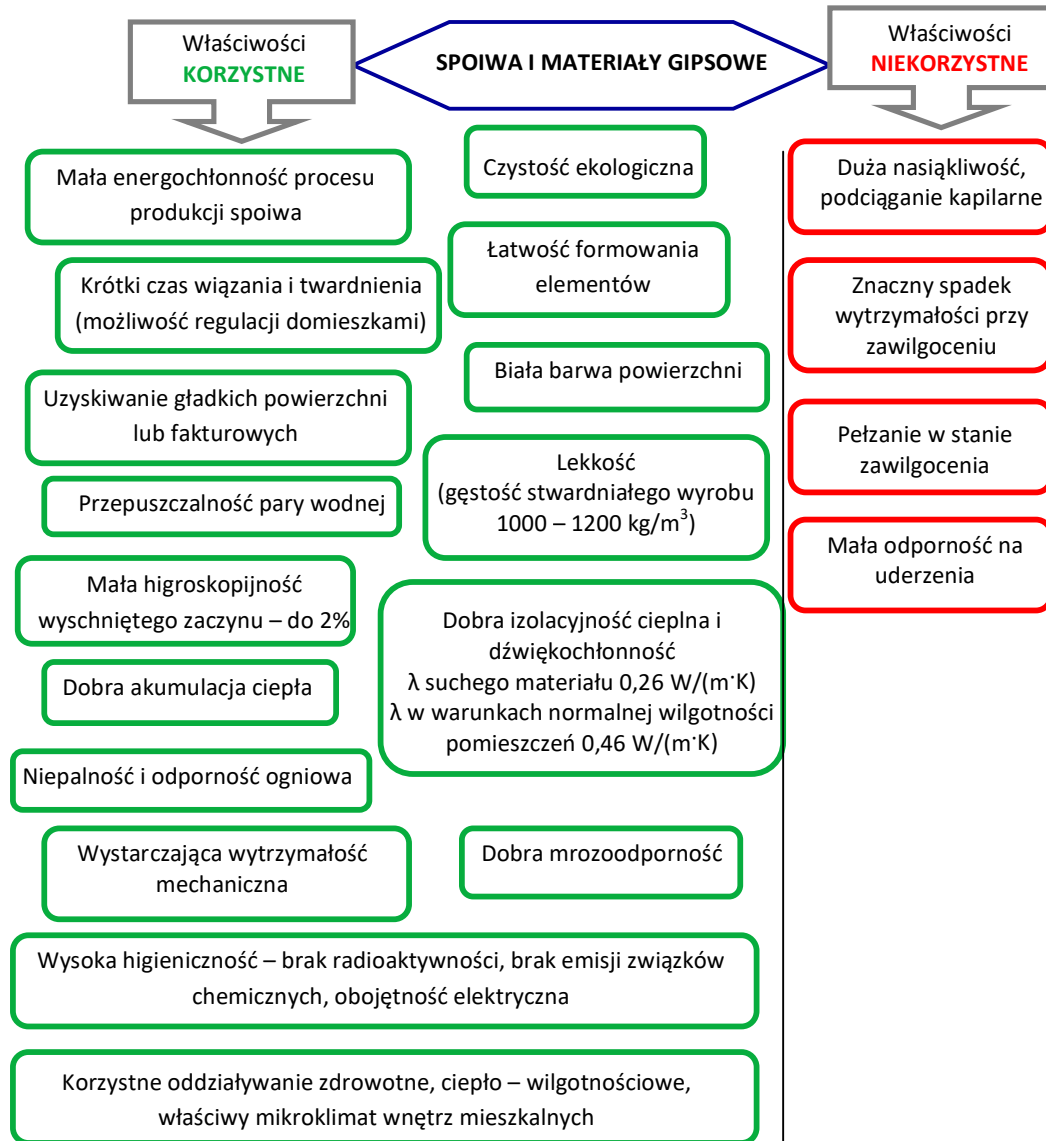 Właściwości
KORZYSTNE
SPOIWA I MATERIAŁY GIPSOWE
Właściwości
NIEKORZYSTNE
Mała energochłonność procesu
produkcji spoiwa
Krótki czas wiązania i twardnienia
(możliwość regulacji domieszkami)
Uzyskiwanie gładkich powierzchni
lub fakturowych
Przepuszczalność pary wodnej
Mała higroskopijność
wyschniętego zaczynu – do 2%
Dobra akumulacja ciepła
Niepalność i odporność ogniowa
Wystarczająca wytrzymałość
mechaniczna
Czystość ekologiczna
Łatwość formowania
elementów
Biała barwa powierzchni
Lekkość
(gęstość stwardniałego wyrobu
1000 – 1200 kg/m³)
Dobra izolacyjność cieplna i
dźwiękochłonność
λ suchego materiału 0,26 W/(m·K)
λ w warunkach normalnej wilgotności
pomieszczeń 0,46 W/(m·K)
Dobra mrozoodporność
Wysoka higieniczność – brak radioaktywności, brak emisji związków
chemicznych, obojętność elektryczna
Korzystne oddziaływanie zdrowotne, ciepło – wilgotnościowe,
właściwy mikroklimat wnętrz mieszkalnych
Duża nasiąkliwość,
podciąganie kapilarne
Znaczny spadek
wytrzymałości przy
zawilgoceniu
Pełzanie w stanie
zawilgocenia
Mała odporność na
uderzenia